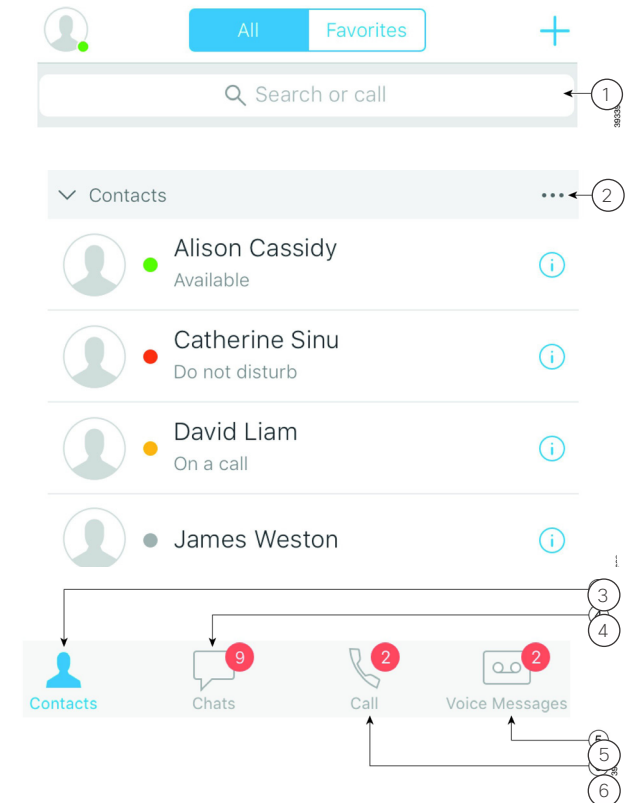 All Favorites
Search or call
1
Contacts
2
Alison Cassidy
Available
Catherine Sinu
Do not disturb
David Liam
On a call
James Weston
3
4
9 2 2
Contacts Chats Call Voice Messages
5
6